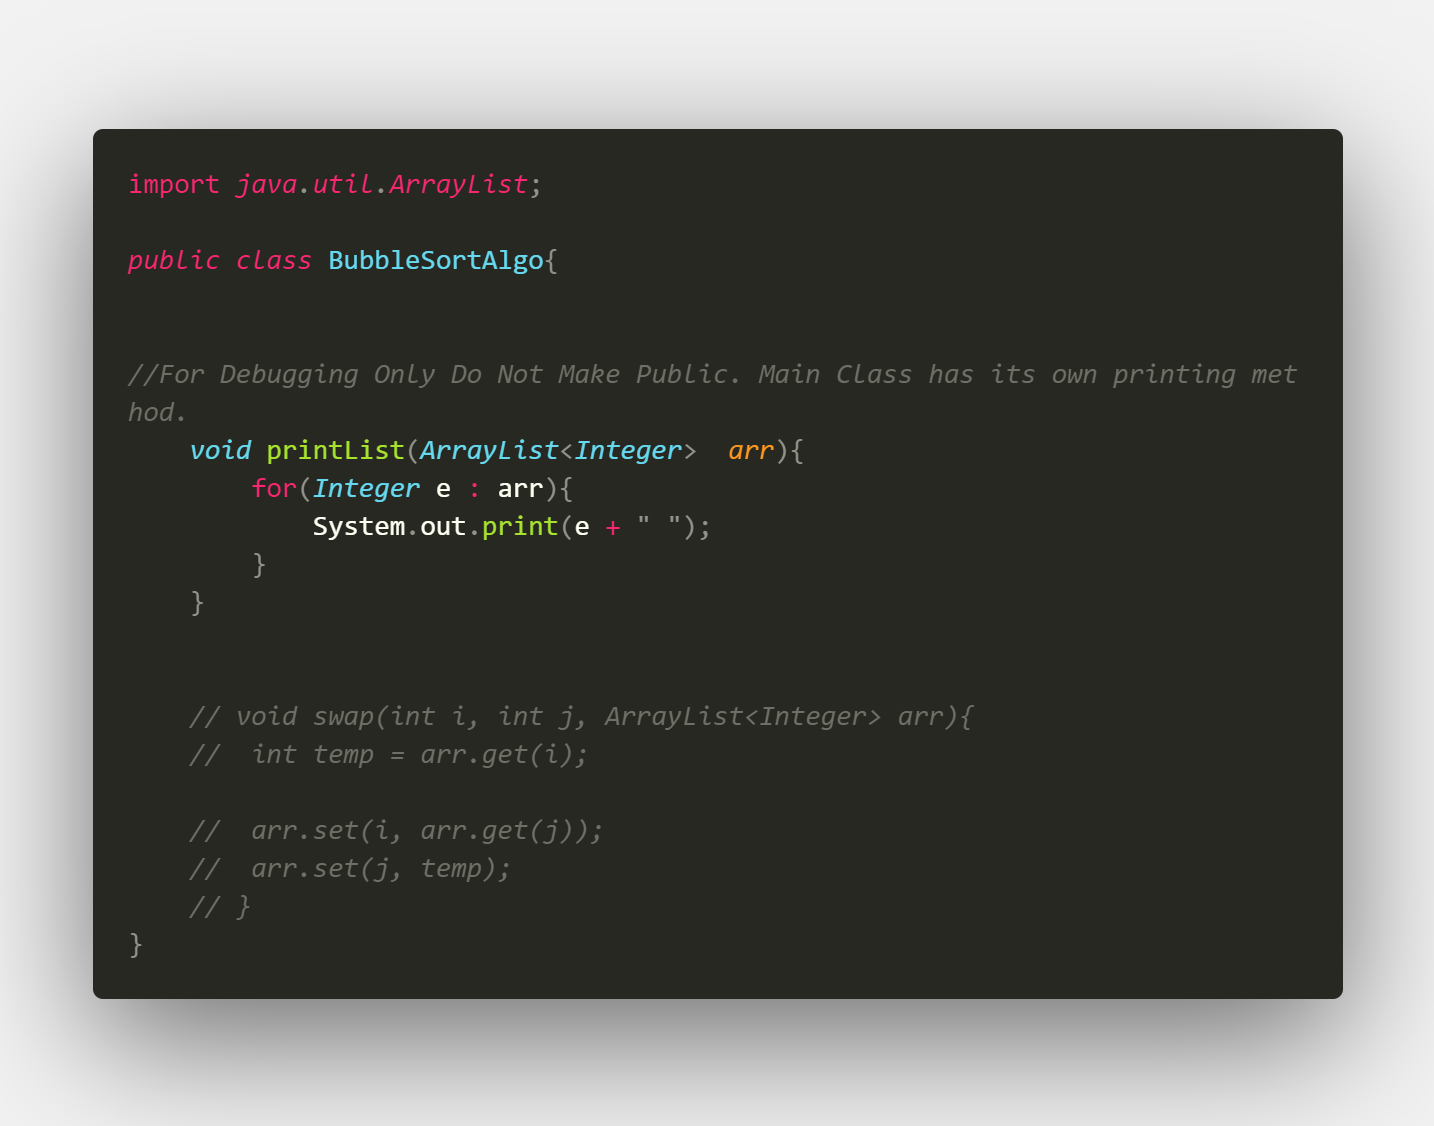 import java.util.ArrayList;
public class BubbleSortAlgo{
//For Debugging Only Do Not Make Public. Main Class has its own printing met
hod.
    void printList(ArrayList<Integer>  arr){
        for(Integer e : arr){
            System.out.print(e + " ");
        }
    }
    // void swap(int i, int j, ArrayList<Integer> arr){
    //  int temp = arr.get(i);
    //  arr.set(i, arr.get(j));
    //  arr.set(j, temp);
    // }
}